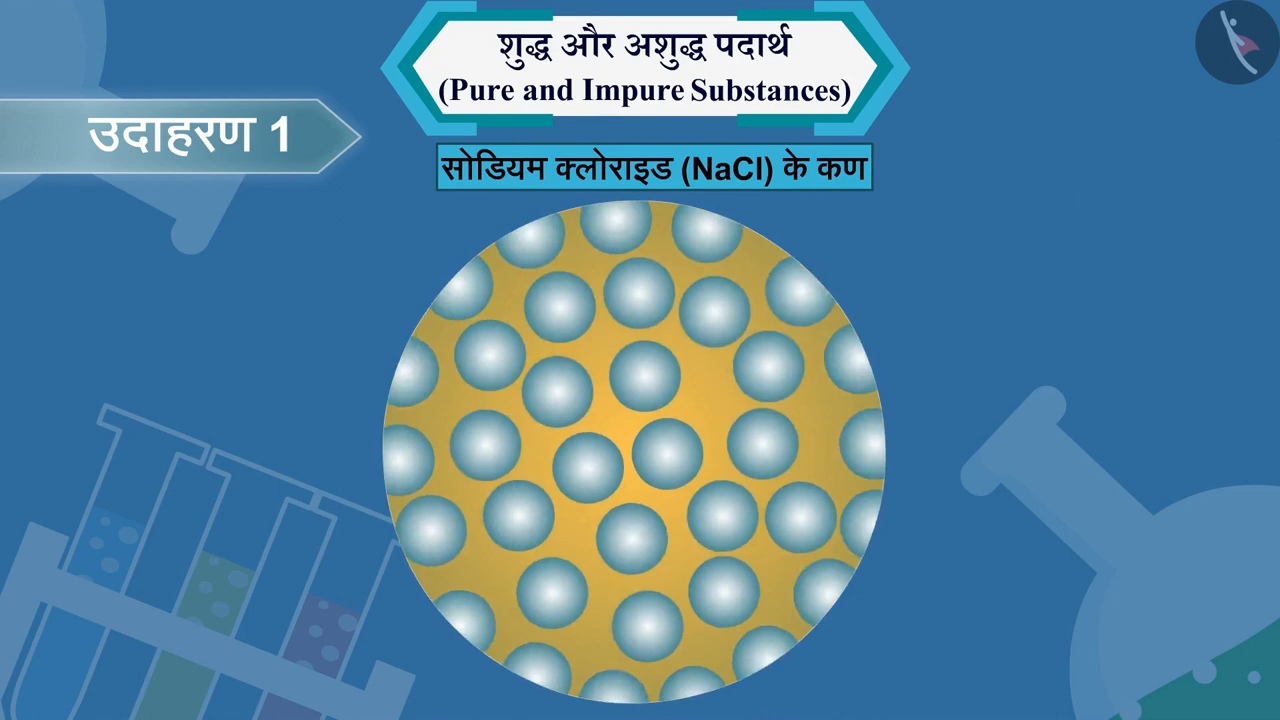 शुद्ध और अशुद्ध पदार्थ
(Pure and Impure Substances)
उदाहरण 1
सोडियम क्लोराइड (NaCl) के कण